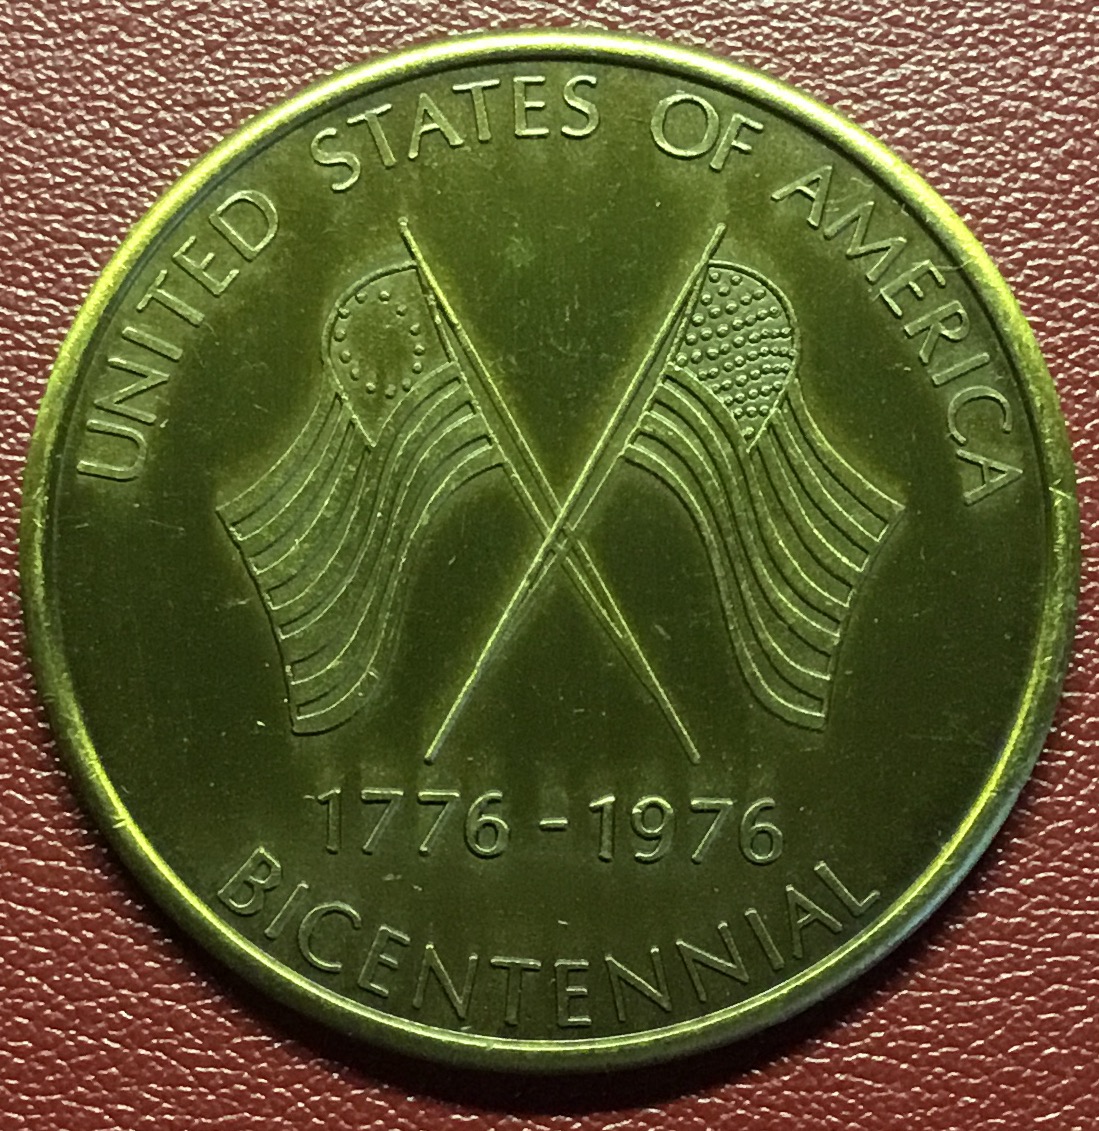 UNITED STATES OF AMERICA
1776-1976
BICENTENNIAL